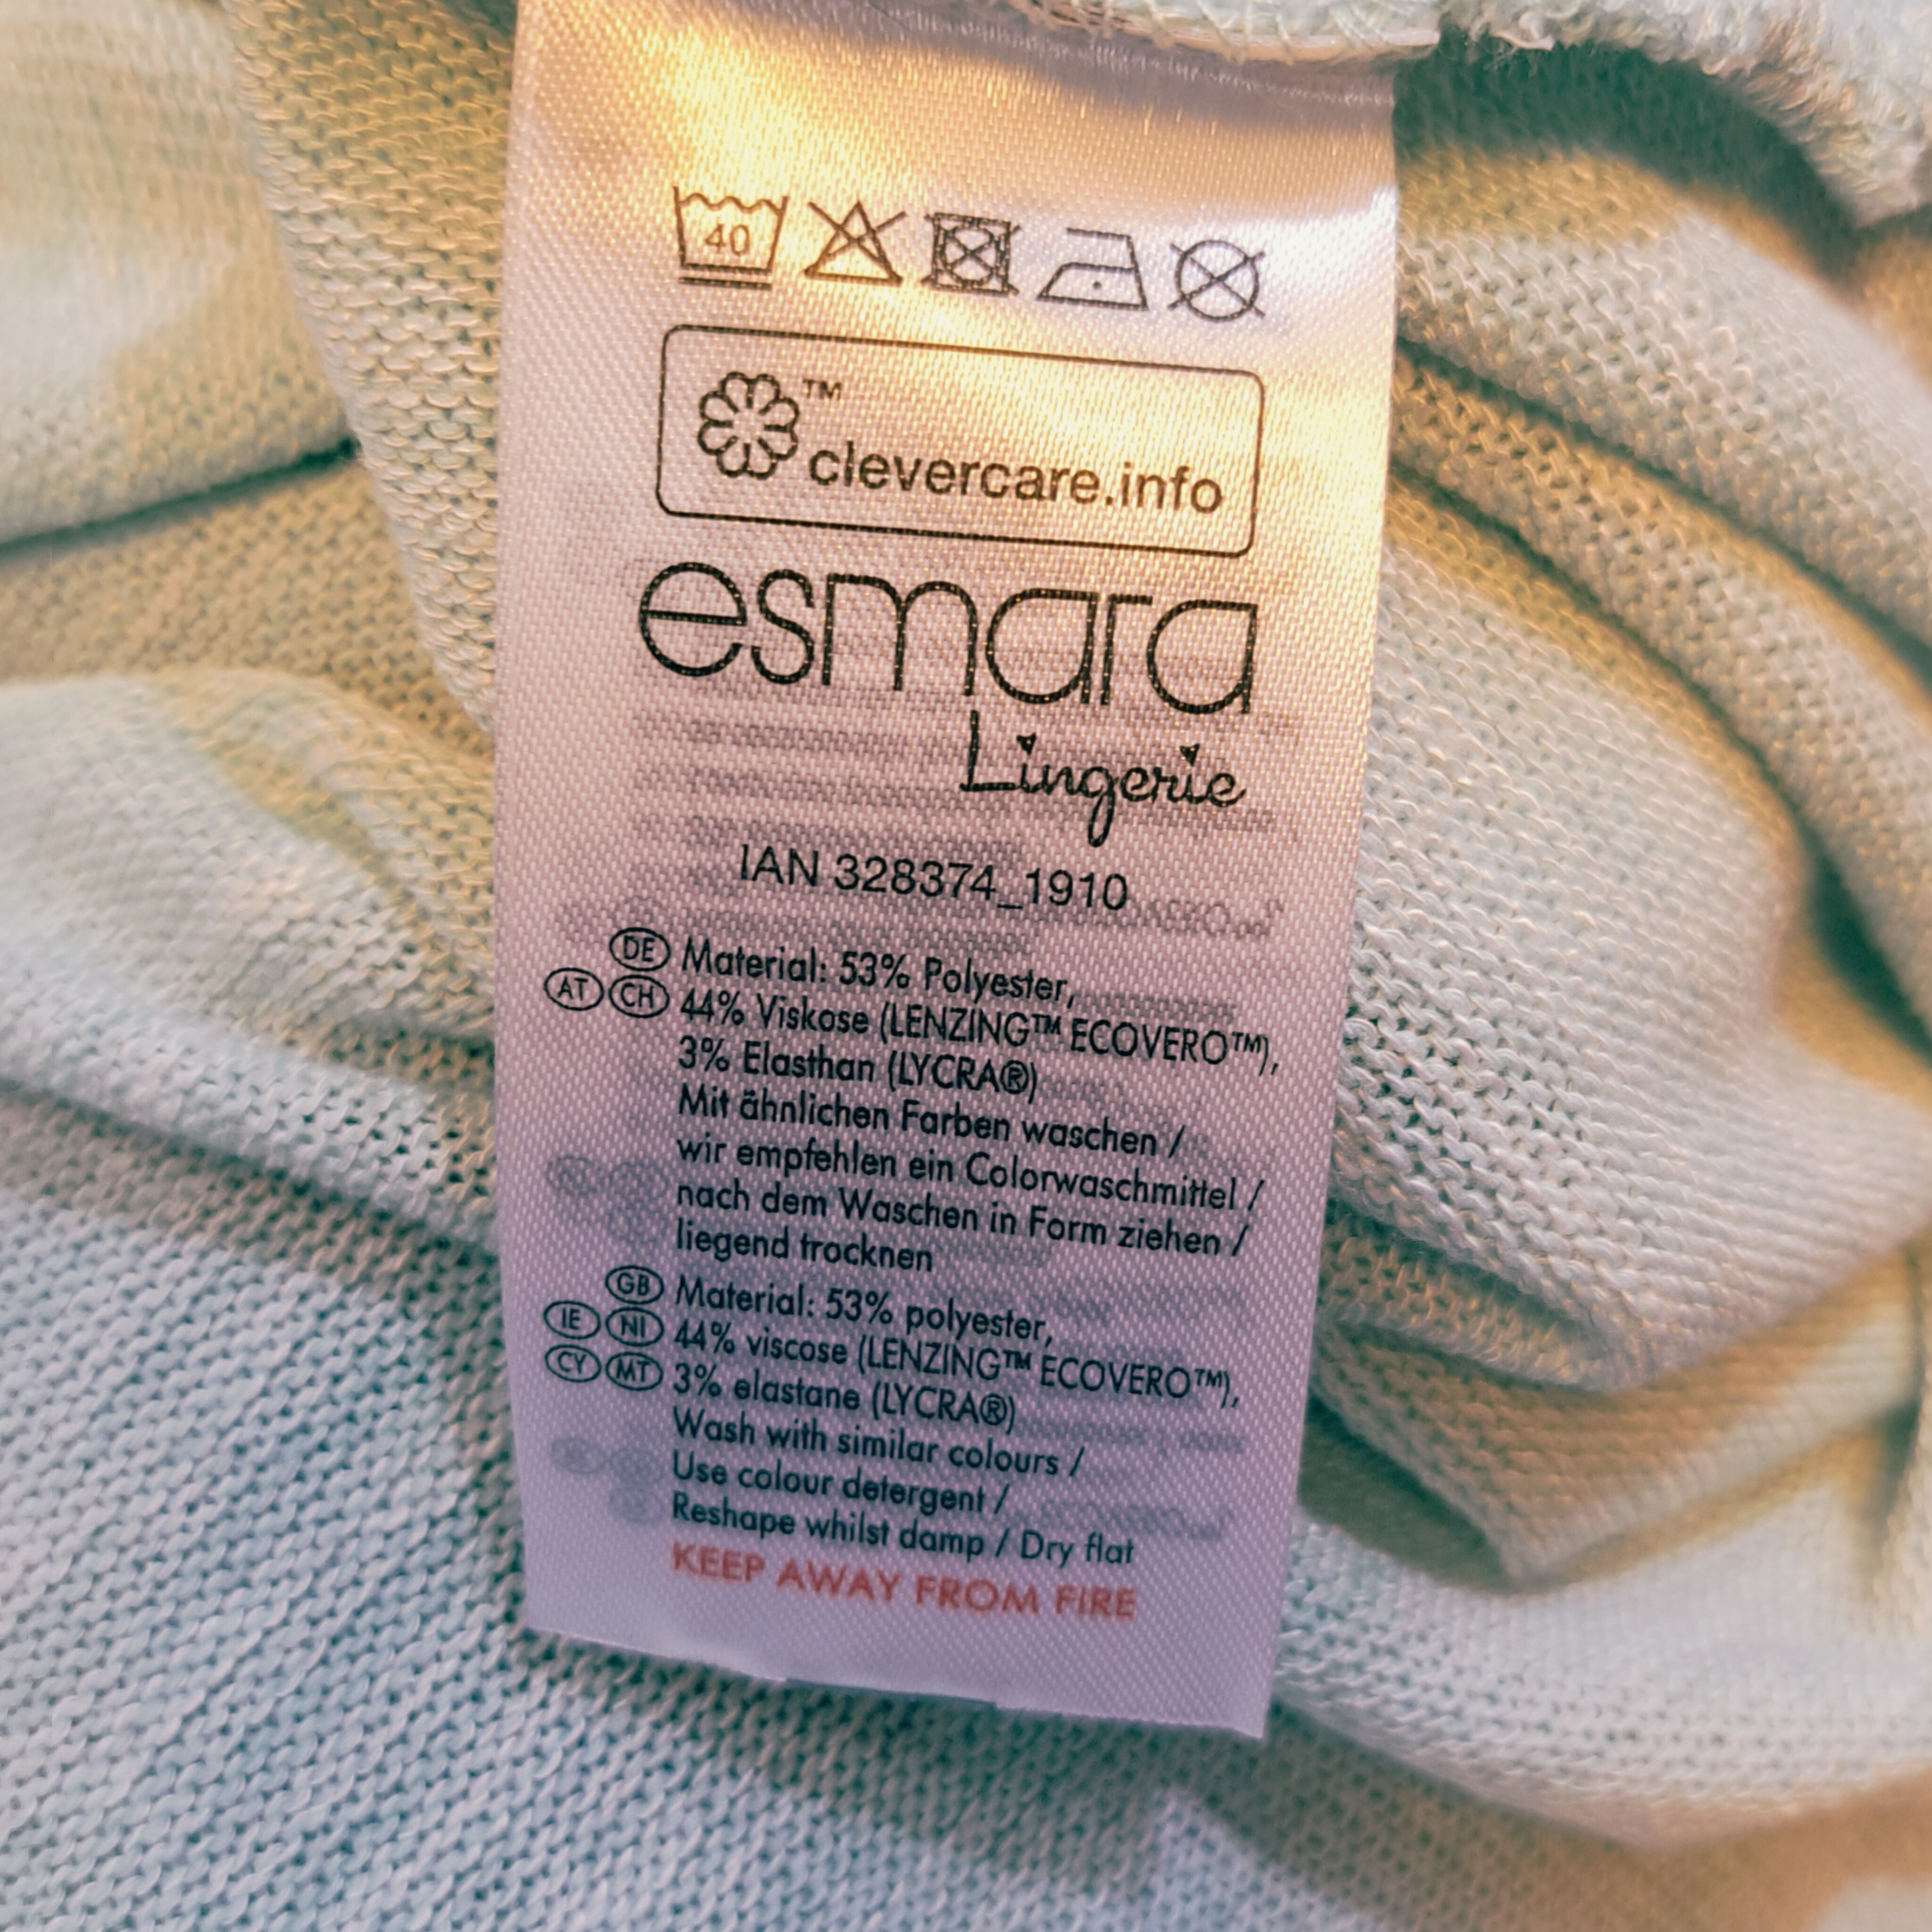 40
™
clevercare.info
esmara
Lingerie
IAN 328374_1910
DE Material: 53% Polyester,
AT CH 44% Viskose (LENZING™ ECOVERO™),
3% Elasthan (LYCRA®)
Mit ähnlichen Farben waschen /
wir empfehlen ein Colorwaschmittel /
nach dem Waschen in Form ziehen /
liegend trocknen
GB Material: 53% polyester,
IE NI 44% viscose (LENZING™ ECOVERO™),
CY MT 3% elastane (LYCRA®)
Wash with similar colours /
Use colour detergent /
Reshape whilst damp / Dry flat
KEEP AWAY FROM FIRE